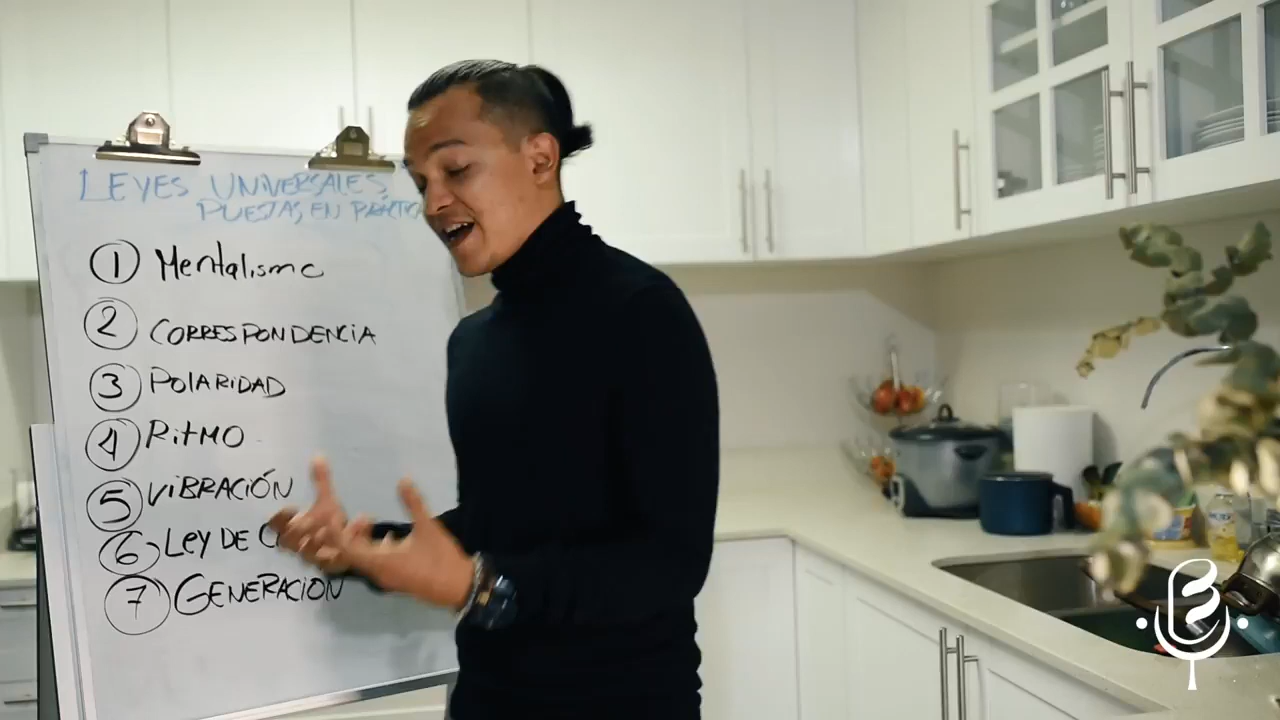 LEYES UNIVERSALES
PUESTAS EN
1 Mentalismo
2 CORRESPONDENCIA
3 POLARIDAD
4 RITMO
5 VIBRACIÓN
6 LEY DE
7 GENERACION